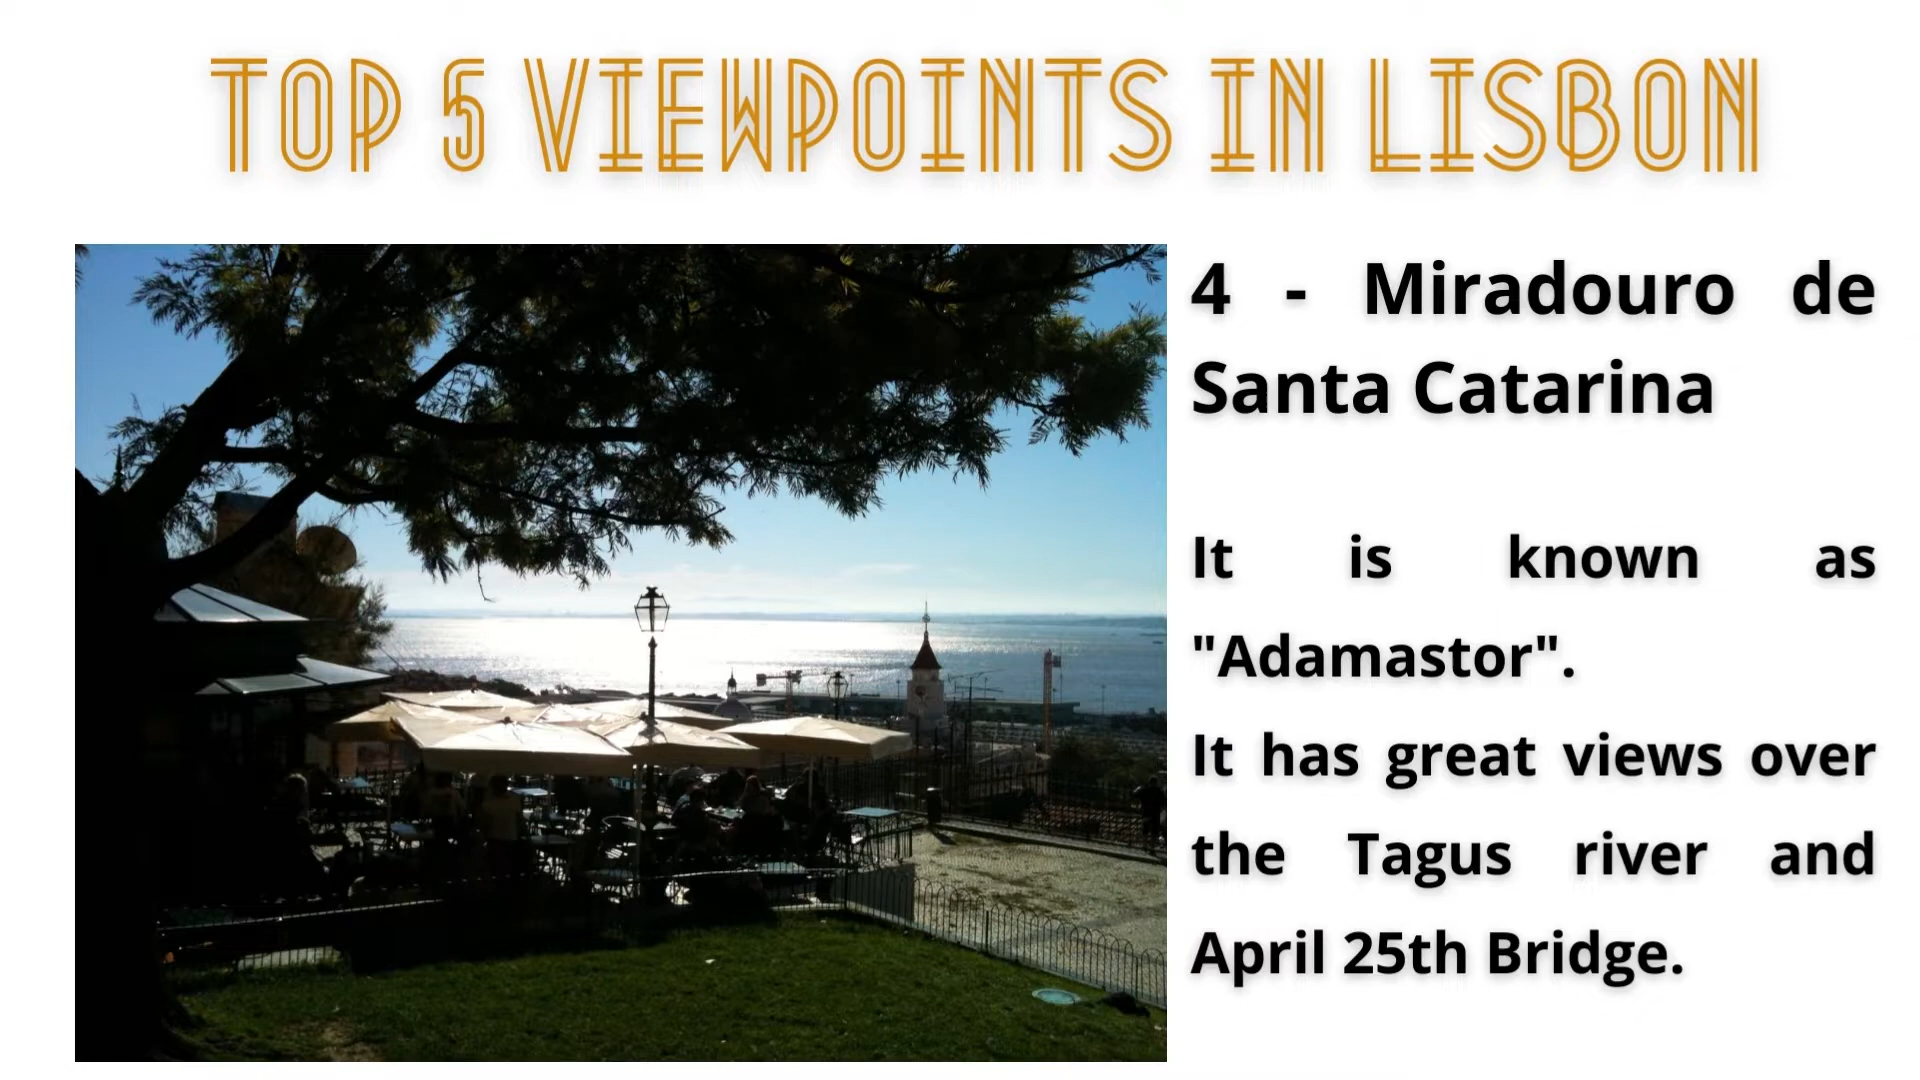 TOP 5 VIEWPOINTS IN LISBON
4 - Miradouro de
Santa Catarina
It is known as
"Adamastor".
It has great views over
the Tagus river and
April 25th Bridge.